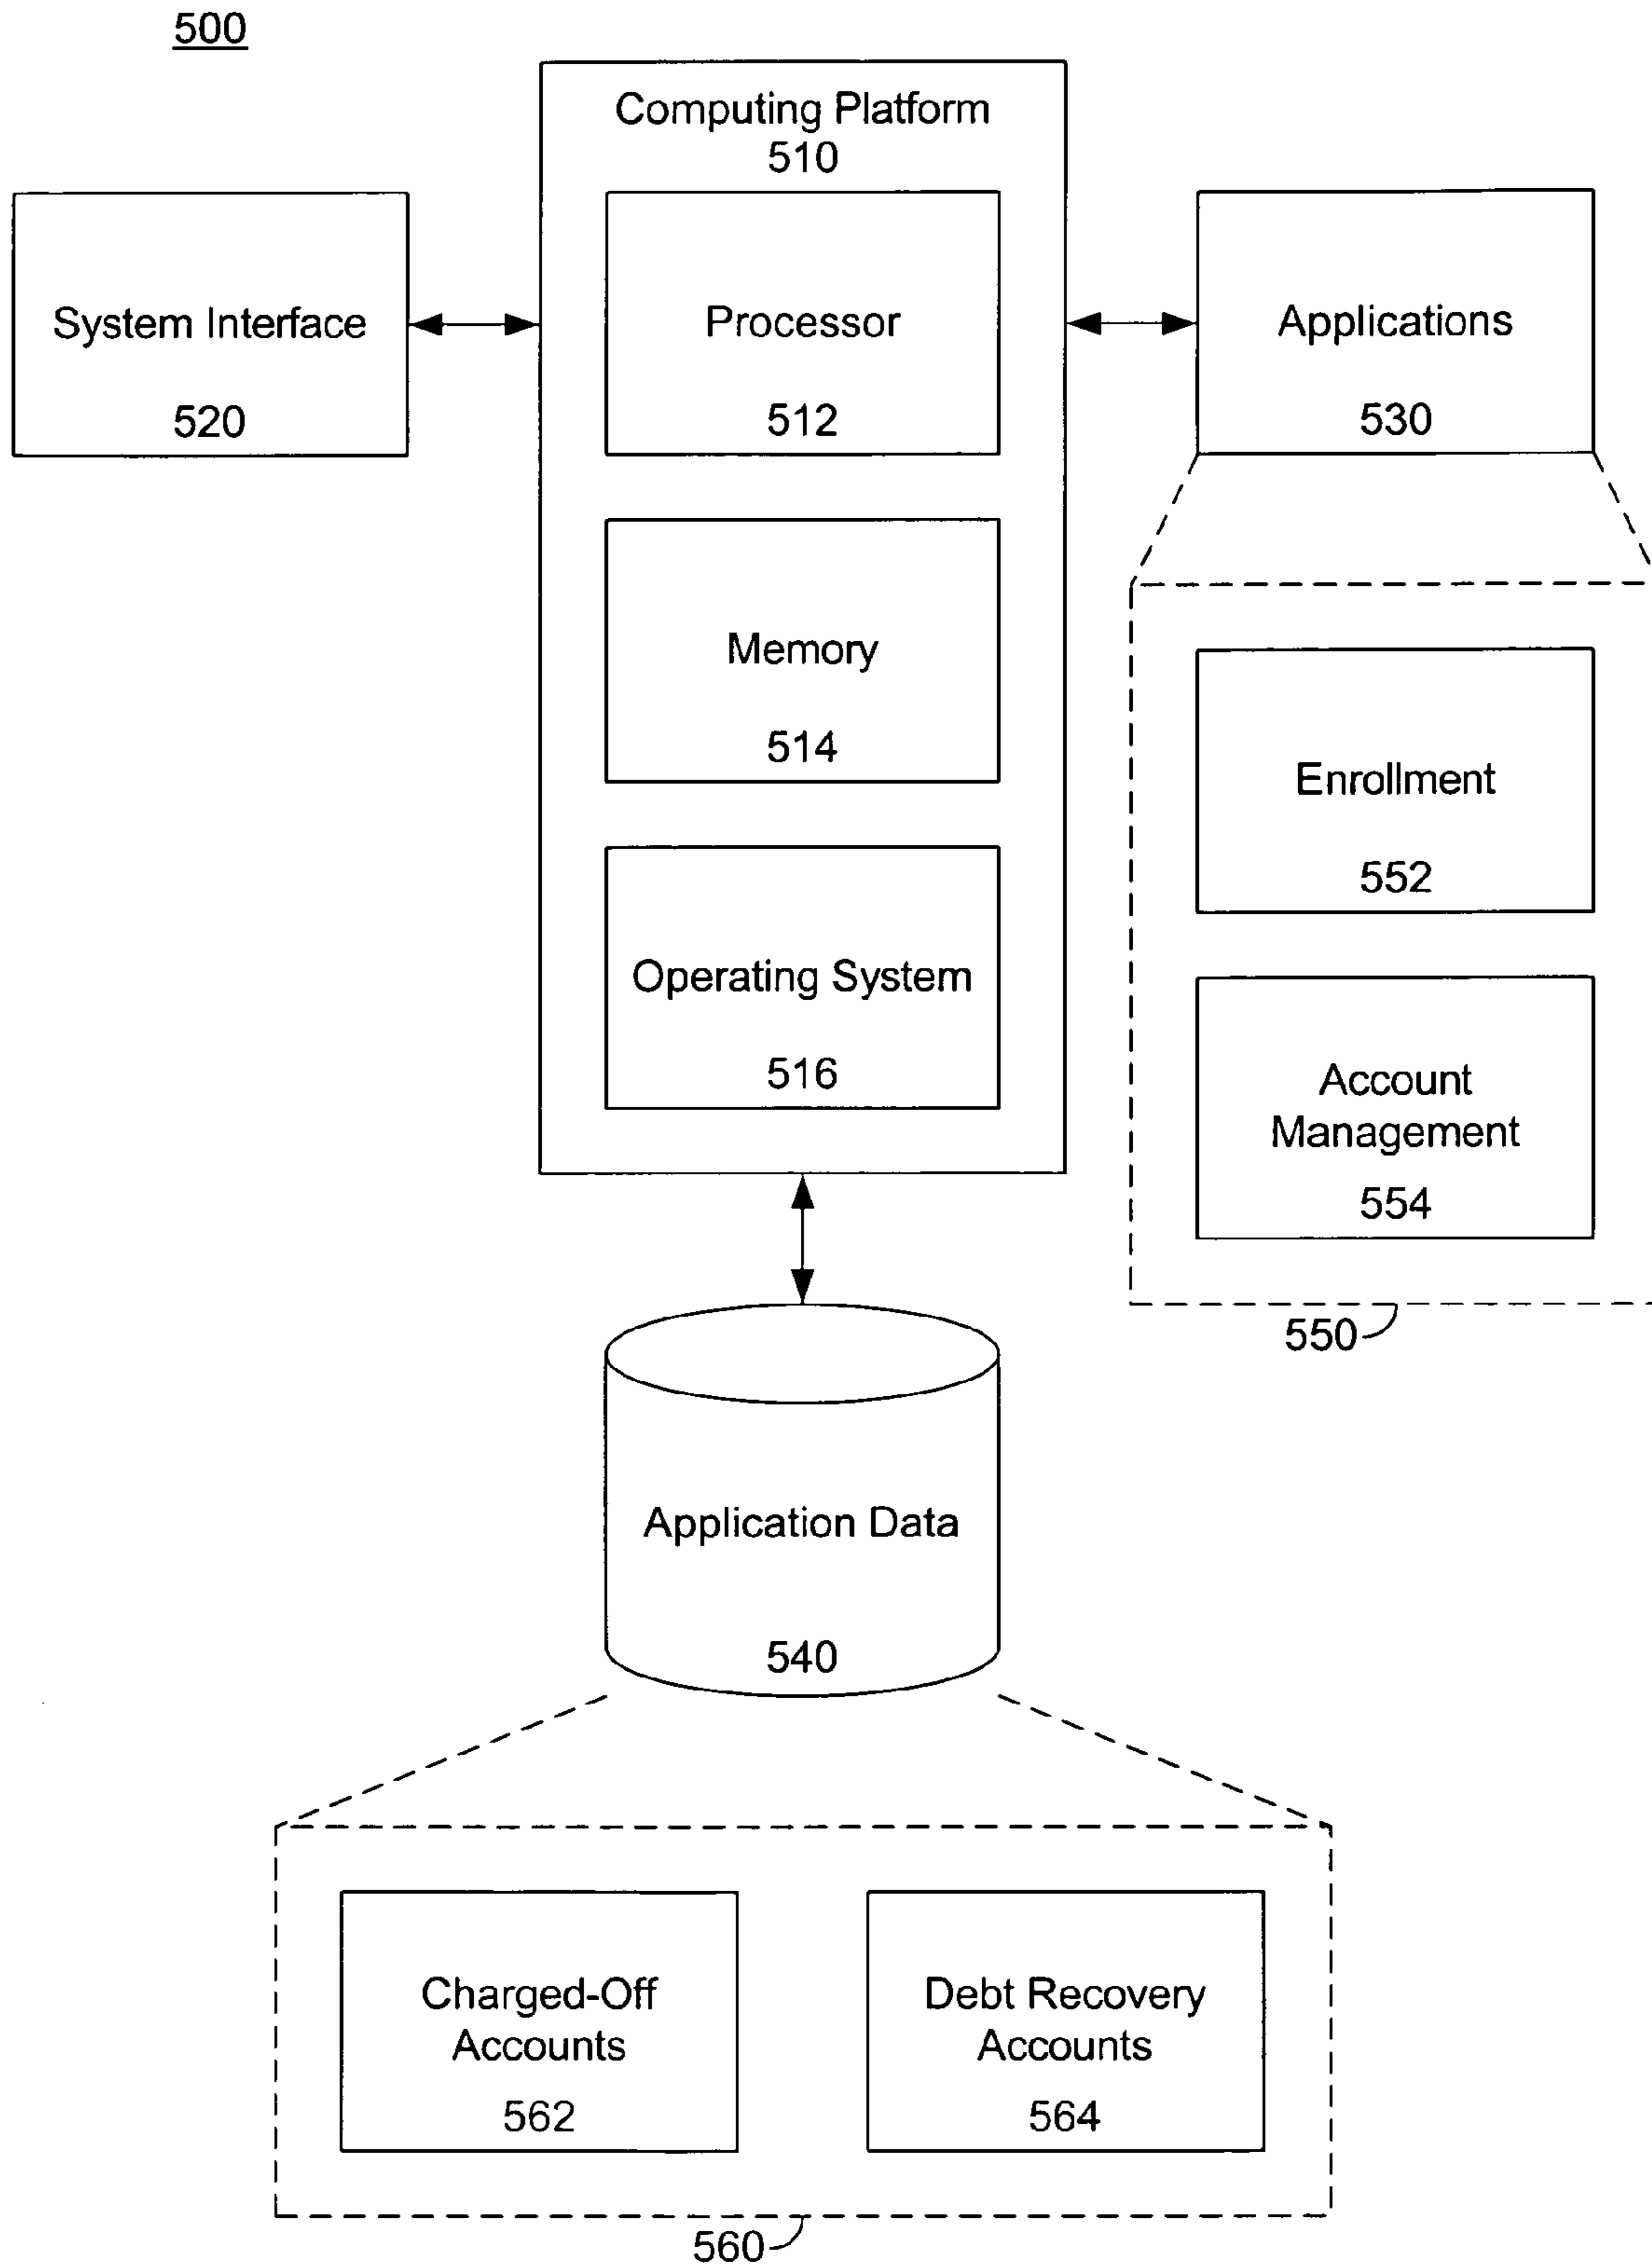 500
Computing Platform
510
System Interface
520
Processor
512
Applications
530
Memory
514
Enrollment
552
Operating System
516
Account
Management
554
550
Application Data
540
Charged-Off
Accounts
562
Debt Recovery
Accounts
564
560